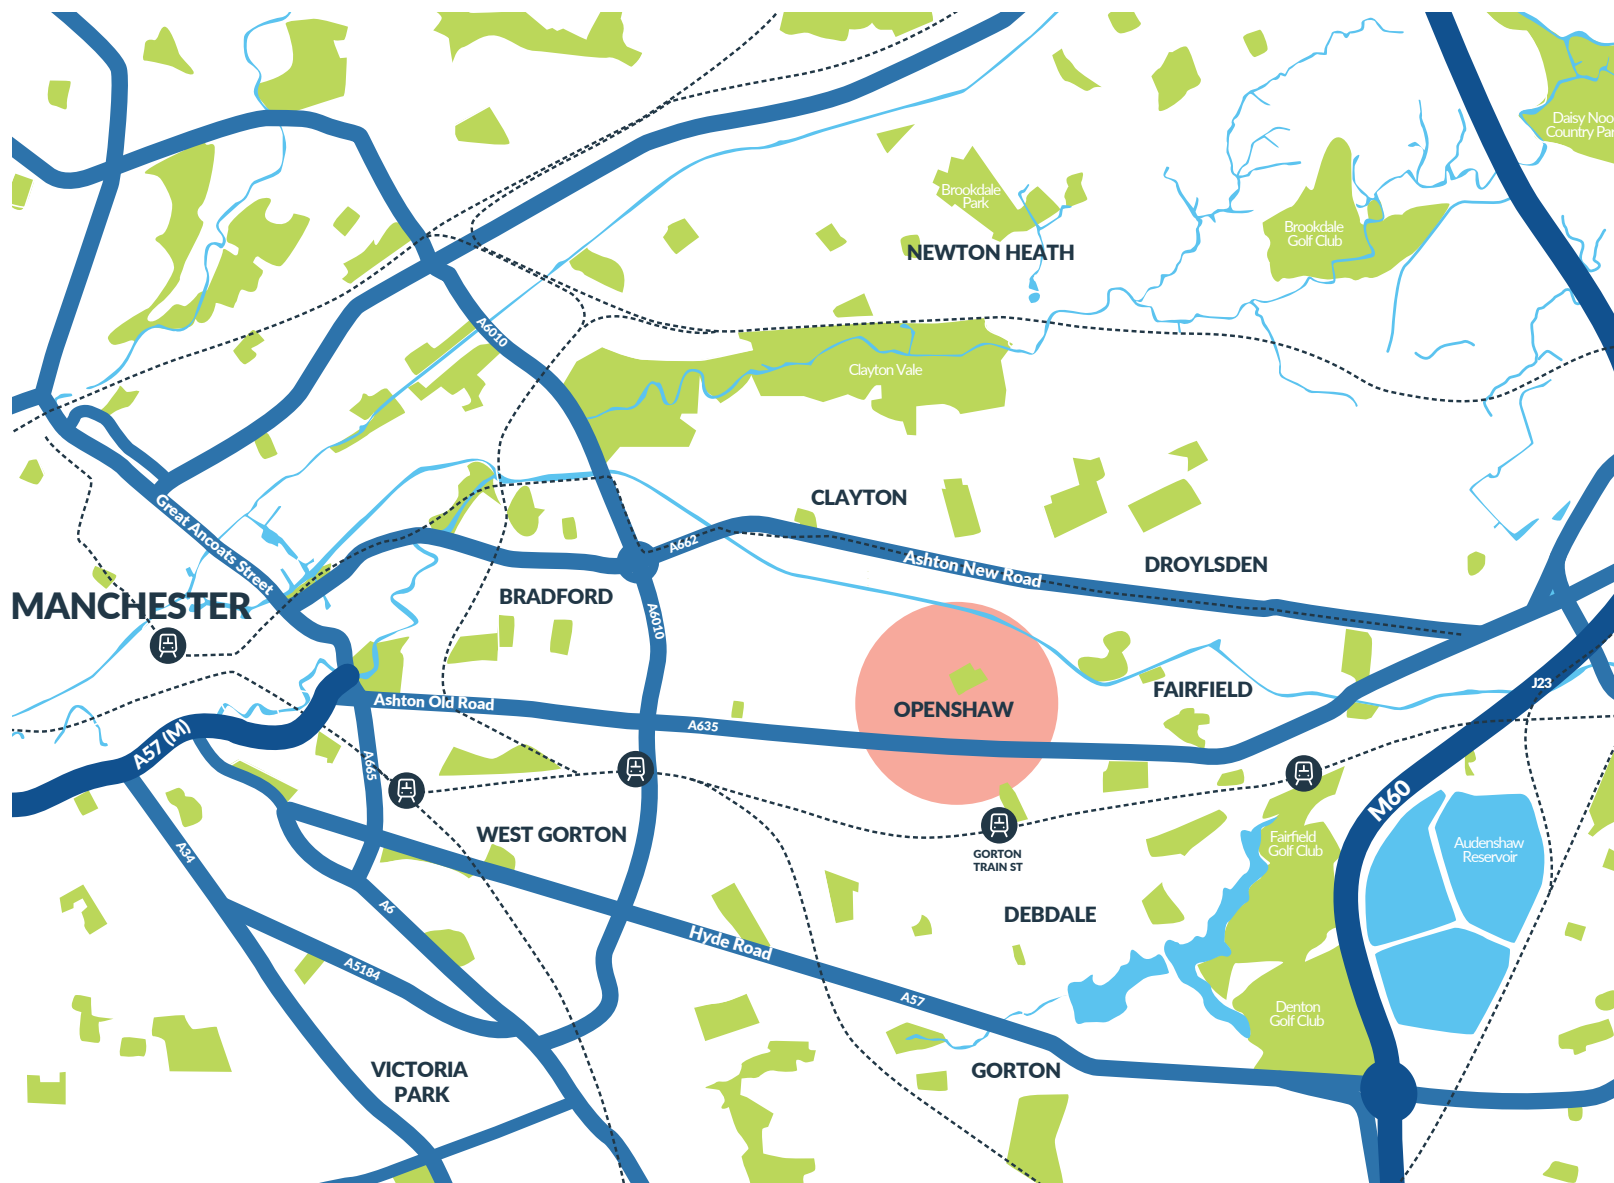 Daisy Noo
Country Par
Brookdale
Park
Brookdale
Golf Club
NEWTON HEATH
A6010
Clayton Vale
CLAYTON
Great Ancoats Street
A662
Ashton New Road
DROYLSDEN
MANCHESTER
BRADFORD
A6010
FAIRFIELD
J23
Ashton Old Road
OPENSHAW
A635
A57 (M)
A665
M60
WEST GORTON
A34
GORTON
TRAIN ST
Fairfield
Golf Club
Audenshaw
Reservoir
A6
DEBDALE
Hyde Road
A5184
A57
Denton
Golf Club
GORTON
VICTORIA
PARK